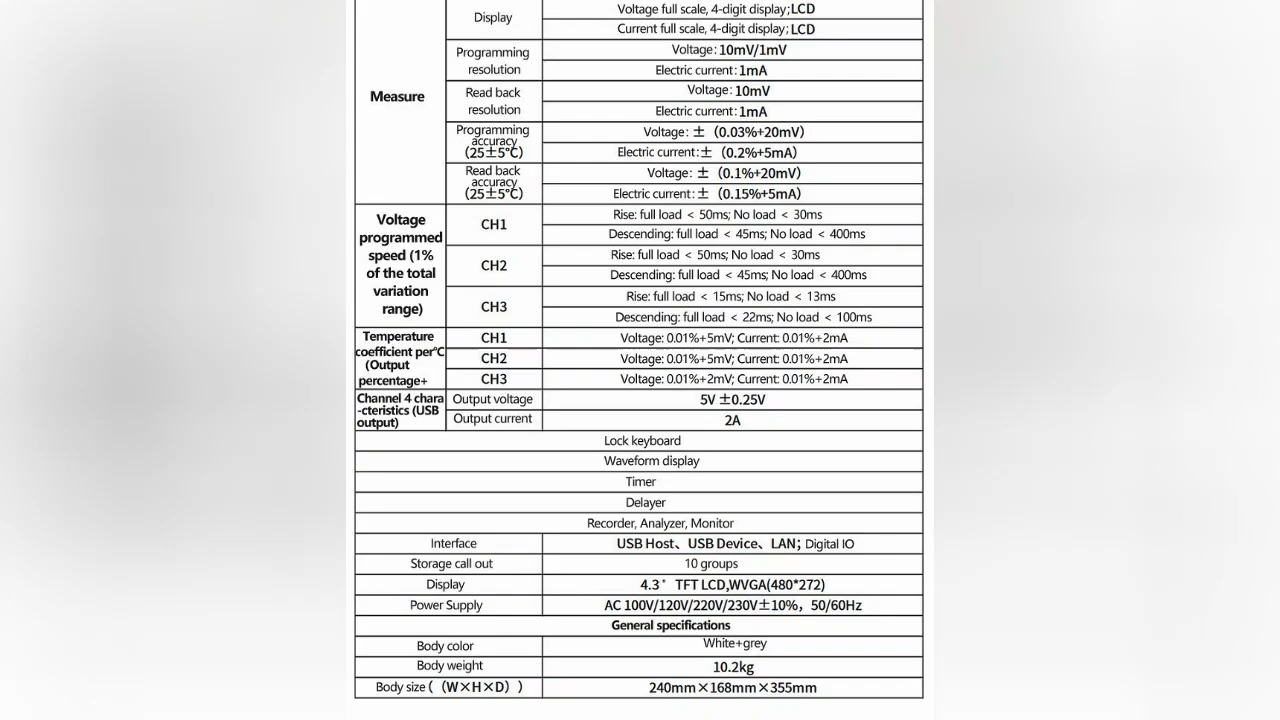 Display
Voltage full scale, 4-digit display;LCD
Current full scale, 4-digit display;LCD
Measure
Programming
resolution
Voltage: 10mV/1mV
Electric current: 1mA
Read back
resolution
Voltage: 10mV
Electric current: 1mA
Programming
accuracy
(25±5℃)
Voltage: ±（0.03%+20mV）
Electric current:±（0.2%+5mA）
Read back
accuracy
(25±5℃)
Voltage: ±（0.1%+20mV）
Electric current: ±（0.15%+5mA）
Voltage
programmed
speed (1%
of the total
variation
range)
CH1
Rise: full load < 50ms; No load < 30ms
Descending: full load < 45ms; No load < 400ms
CH2
Rise: full load < 50ms; No load < 30ms
Descending: full load < 45ms; No load < 400ms
CH3
Rise: full load < 15ms; No load < 13ms
Descending: full load < 22ms; No load < 100ms
Temperature
coefficient per℃
(Output
percentage+
CH1
Voltage: 0.01%+5mV; Current: 0.01%+2mA
CH2
Voltage: 0.01%+5mV; Current: 0.01%+2mA
CH3
Voltage: 0.01%+2mV; Current: 0.01%+2mA
Channel 4 chara
-cteristics (USB
output)
Output voltage
5V ±0.25V
Output current
2A
Lock keyboard
Waveform display
Timer
Delayer
Recorder, Analyzer, Monitor
Interface
USB Host、USB Device、LAN；Digital IO
Storage call out
10 groups
Display
4.3＂ TFT LCD,WVGA(480*272)
Power Supply
AC 100V/120V/220V/230V±10%，50/60Hz
General specifications
Body color
White+grey
Body weight
10.2kg
Body size (（W×H×D）)
240mm×168mm×355mm